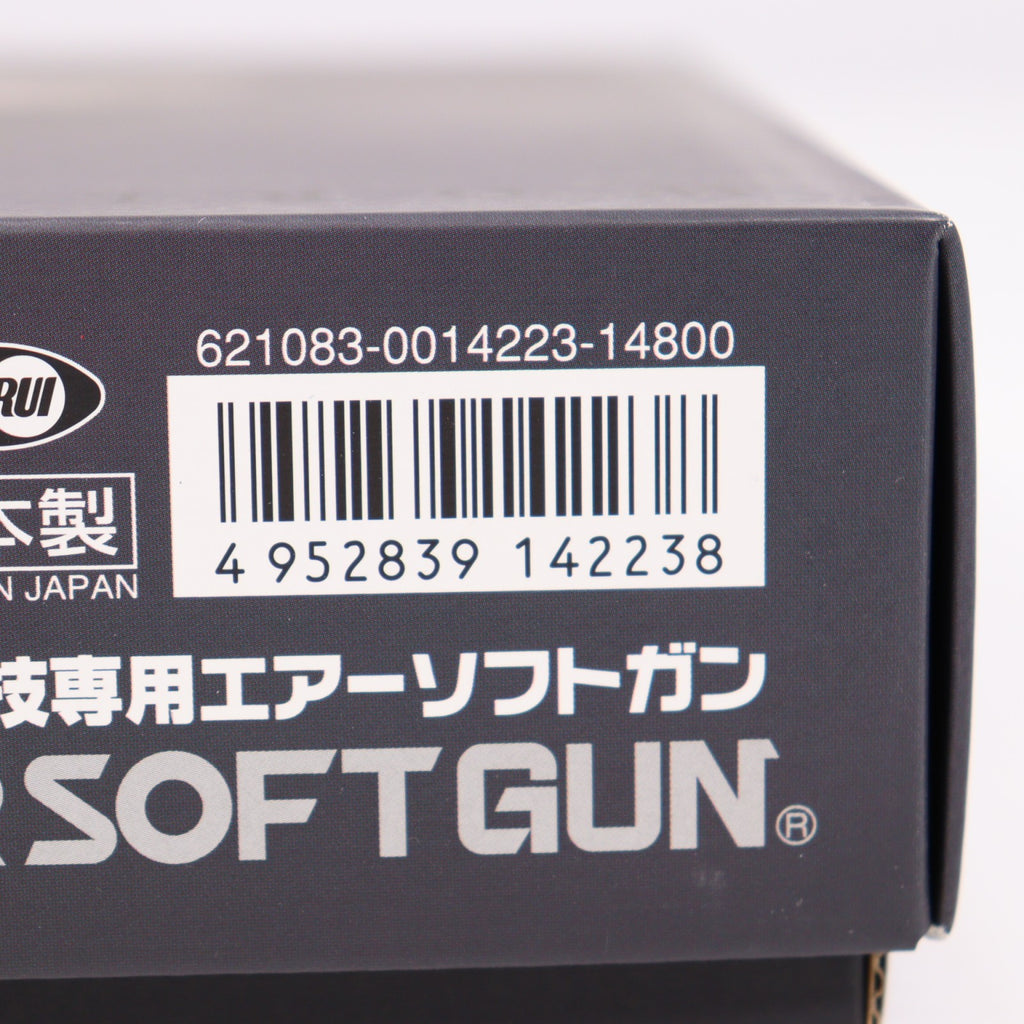 621083-0014223-14800
RUI
4 952839 142238
本製
N JAPAN
技専用エアーソフトガン
R SOFT GUN®